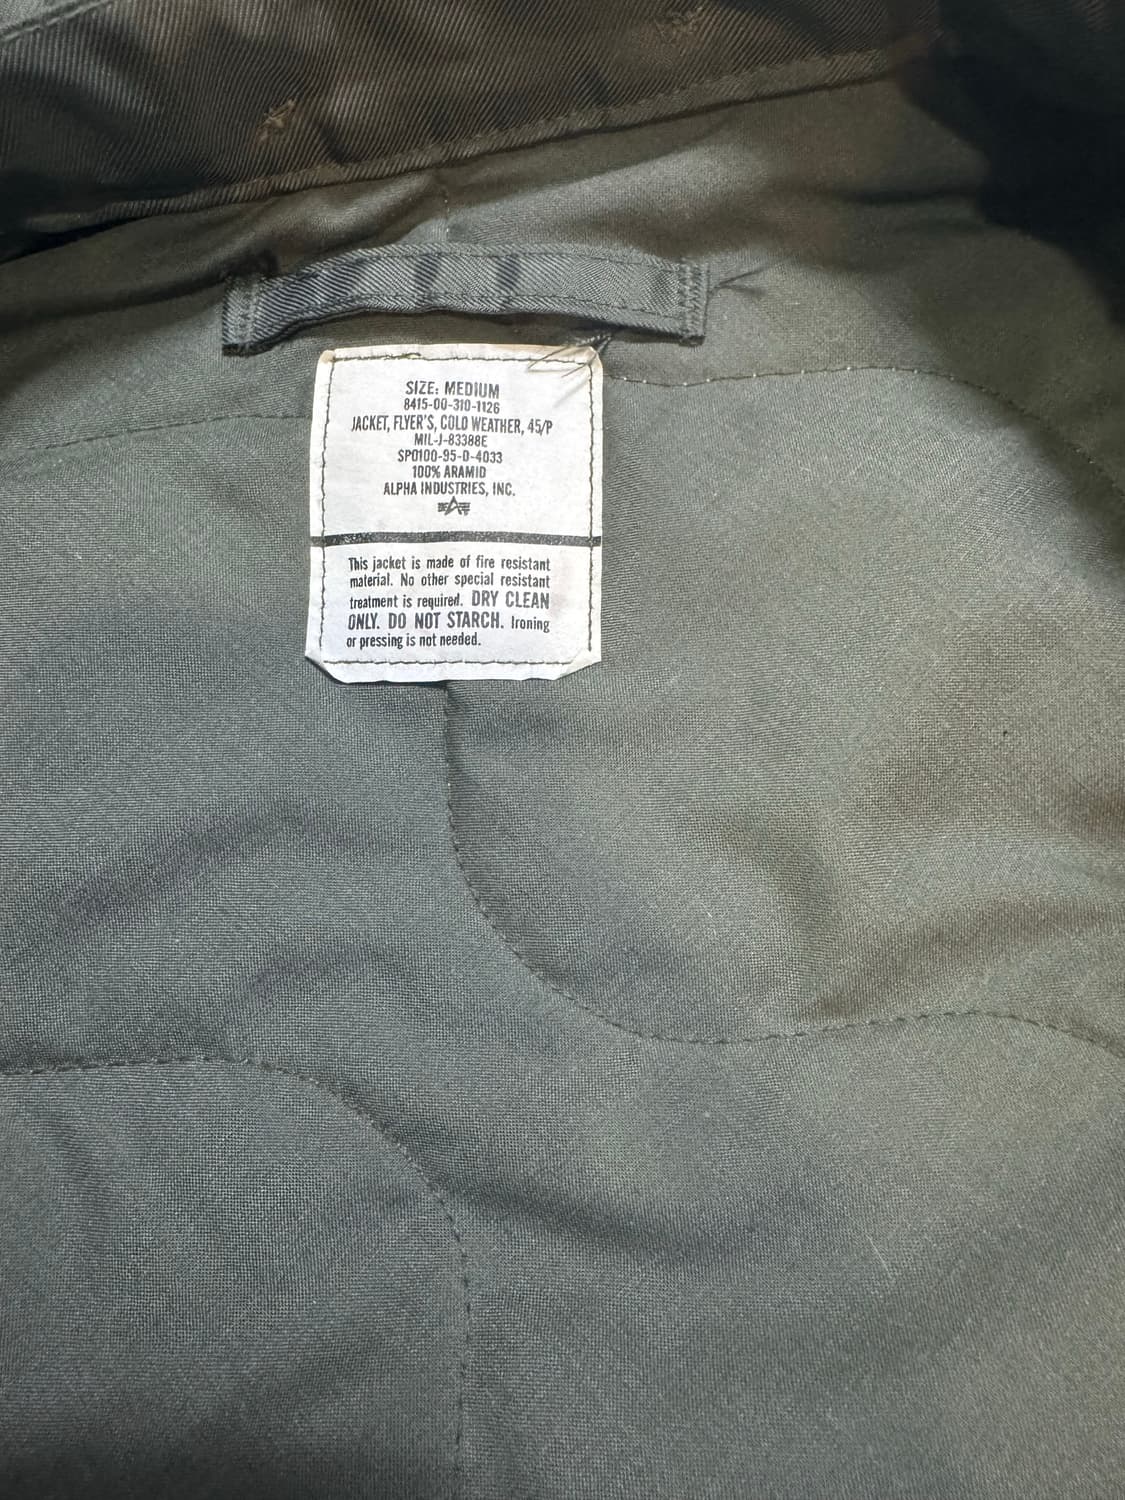 SIZE: MEDIUM
8415-00-310-1126
JACKET, FLYER'S, COLD WEATHER, 45/P
MIL-J-83388E
SPO100-95-D-4033
100% ARAMID
ALPHA INDUSTRIES, INC.
This jacket is made of fire resistant
material. No other special resistant
treatment is required. DRY CLEAN
ONLY. DO NOT STARCH. Ironing
or pressing is not needed.